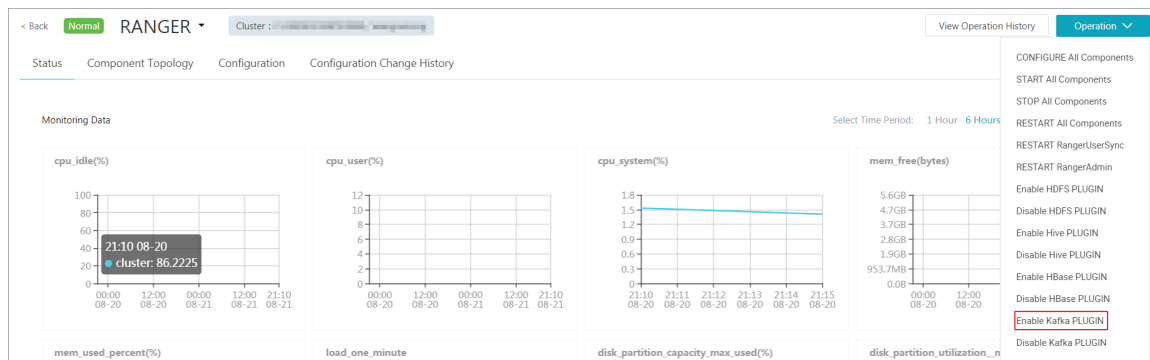 < Back Normal RANGER Cluster : View Operation History Operation
Status Component Topology Configuration Configuration Change History
CONFIGURE All Components
START All Components
STOP All Components
RESTART All Components
RESTART RangerUserSync
RESTART RangerAdmin
Enable HDFS PLUGIN
Disable HDFS PLUGIN
Enable Hive PLUGIN
Disable Hive PLUGIN
Enable HBase PLUGIN
Disable HBase PLUGIN
Enable Kafka PLUGIN
Disable Kafka PLUGIN
Monitoring Data Select Time Period: 1 Hour 6 Hours
cpu_idle(%)
100
80
60
40
20
0
21:10 08-20
cluster: 86.2225
00:00 12:00 00:00 12:00 21:10
08-20 08-20 08-21 08-21 08-21
cpu_user(%)
12
10
8
6
4
2
0
00:00 12:00 00:00 12:00 21:10
08-20 08-20 08-21 08-21 08-21
cpu_system(%)
1.8
1.5
1.2
0.9
0.6
0.3
0
21:10 21:11 21:12 21:13 21:14 21:15
08-20 08-20 08-20 08-20 08-20 08-20
mem_free(bytes)
5.6GB
4.7GB
3.7GB
2.8GB
1.9GB
953.7MB
0.0B
00:00 12:00
08-20 08-20
mem_used_percent(%) load_one_minute disk_partition_capacity_max_used(%) disk_partition_utilization_